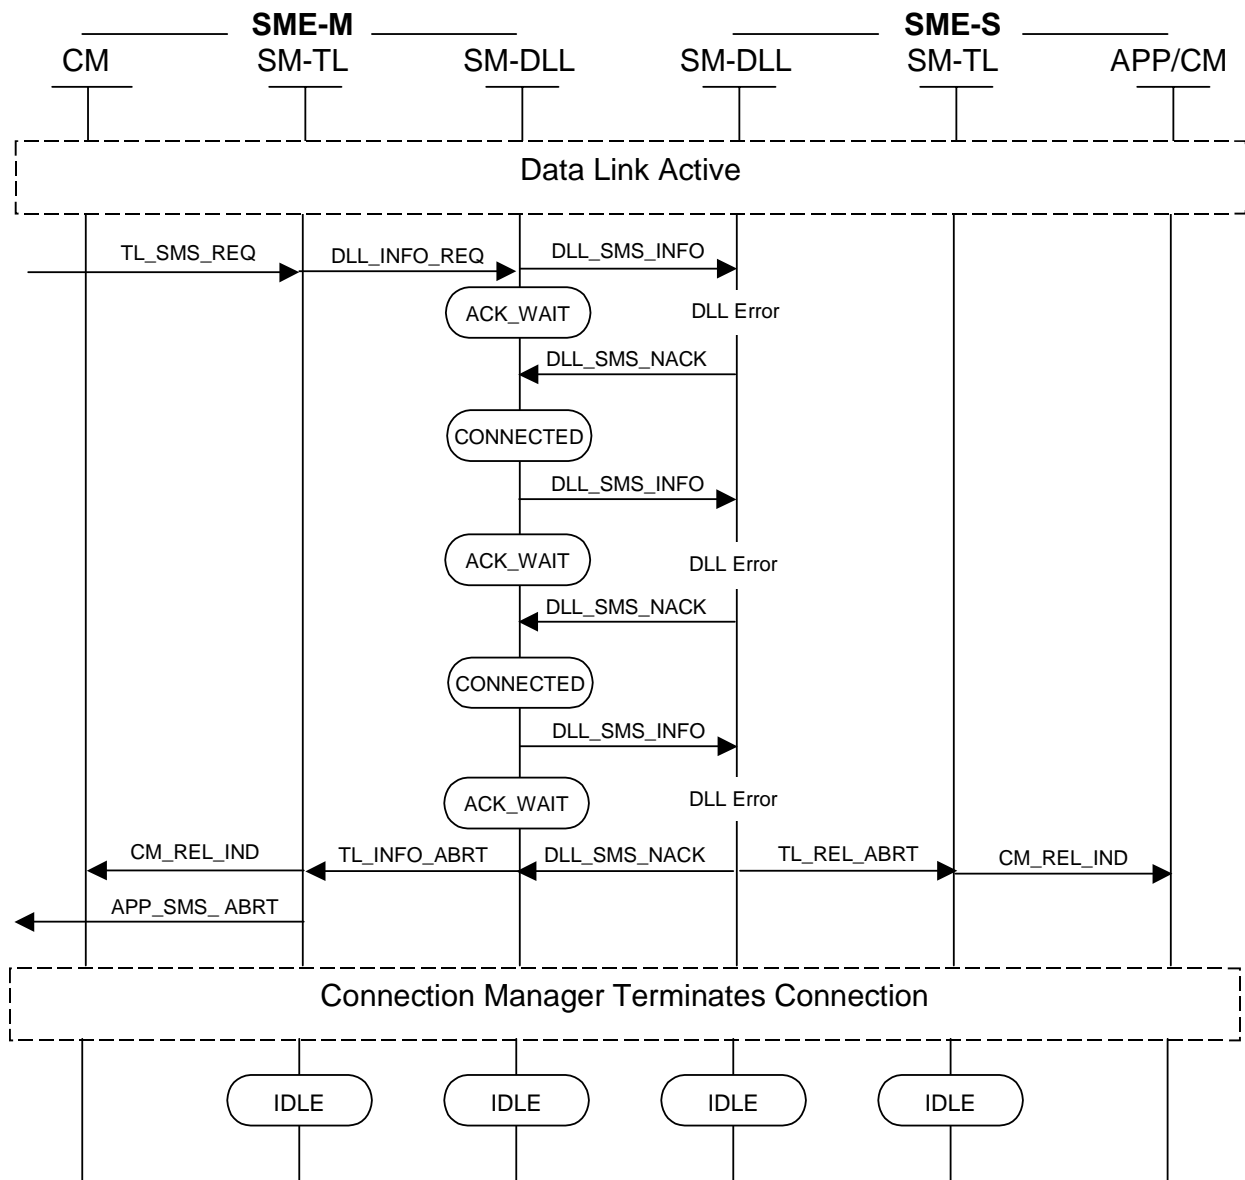 SME-M SME-S
CM SM-TL SM-DLL SM-DLL SM-TL APP/CM
Data Link Active
TL_SMS_REQ DLL_INFO_REQ DLL_SMS_INFO
ACK_WAIT DLL Error
DLL_SMS_NACK
CONNECTED
DLL_SMS_INFO
ACK_WAIT DLL Error
DLL_SMS_NACK
CONNECTED
DLL_SMS_INFO
ACK_WAIT DLL Error
CM_REL_IND TL_INFO_ABRT DLL_SMS_NACK TL_REL_ABRT CM_REL_IND
APP_SMS_ ABRT
Connection Manager Terminates Connection
IDLE IDLE IDLE IDLE